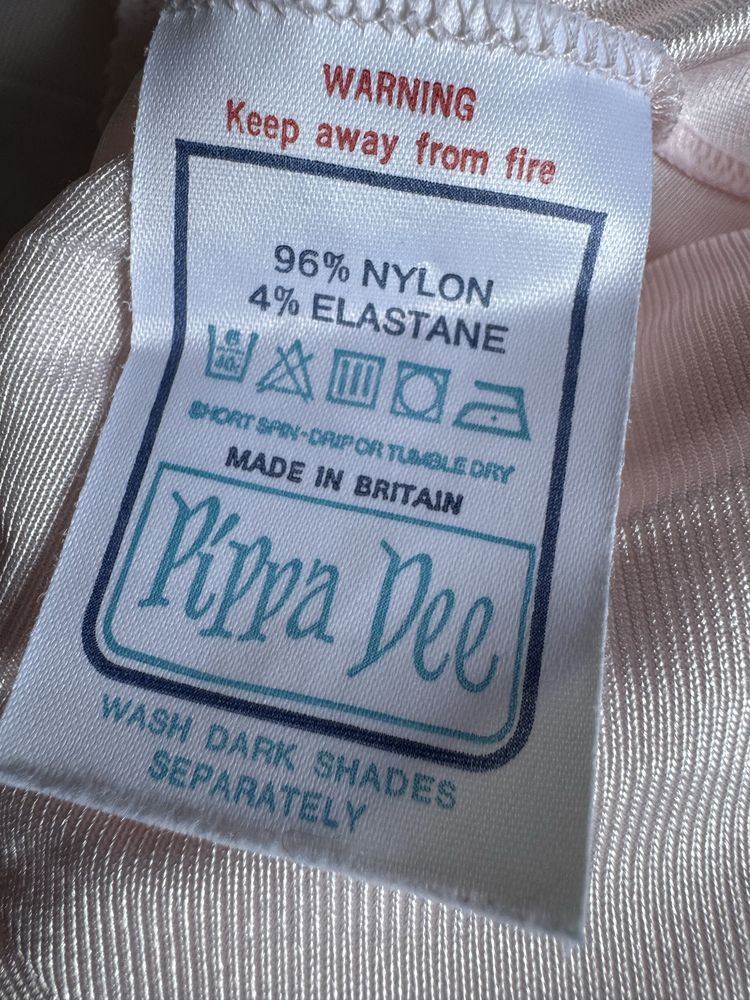 WARNING
Keep away from fire
96% NYLON
4% ELASTANE
40°
SHORT SPIN-DRIP OR TUMBLE DRY
MADE IN BRITAIN
Pippa Dee
WASH DARK SHADES
SEPARATELY